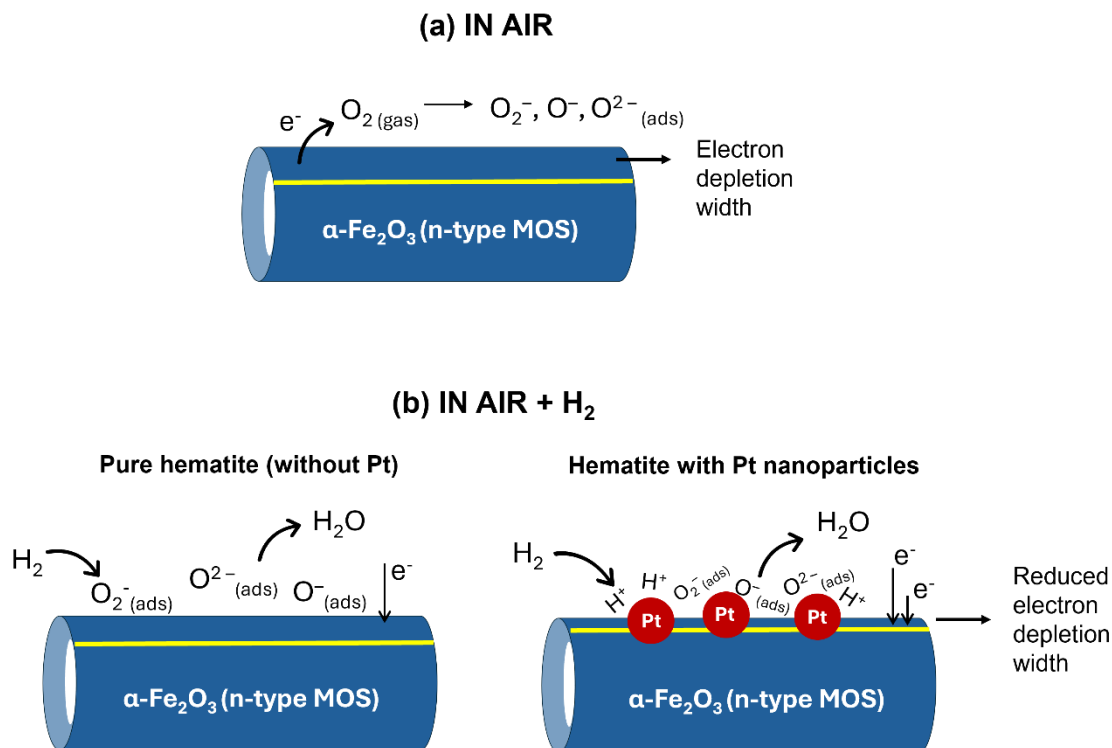 (a) IN AIR
e⁻
O₂ (gas) → O₂⁻, O⁻, O²⁻ (ads)
Electron
depletion
width
α-Fe₂O₃ (n-type MOS)
(b) IN AIR + H₂
Pure hematite (without Pt)
H₂
O₂⁻ (ads)
O²⁻ (ads)
H₂O
O⁻ (ads)
e⁻
α-Fe₂O₃ (n-type MOS)
Hematite with Pt nanoparticles
H₂
H⁺
H⁺
O₂⁻ (ads)
O⁻ (ads)
H₂O
O²⁻ (ads)
H⁺
e⁻
e⁻
Pt
Pt
Pt
Reduced
electron
depletion
width
α-Fe₂O₃ (n-type MOS)